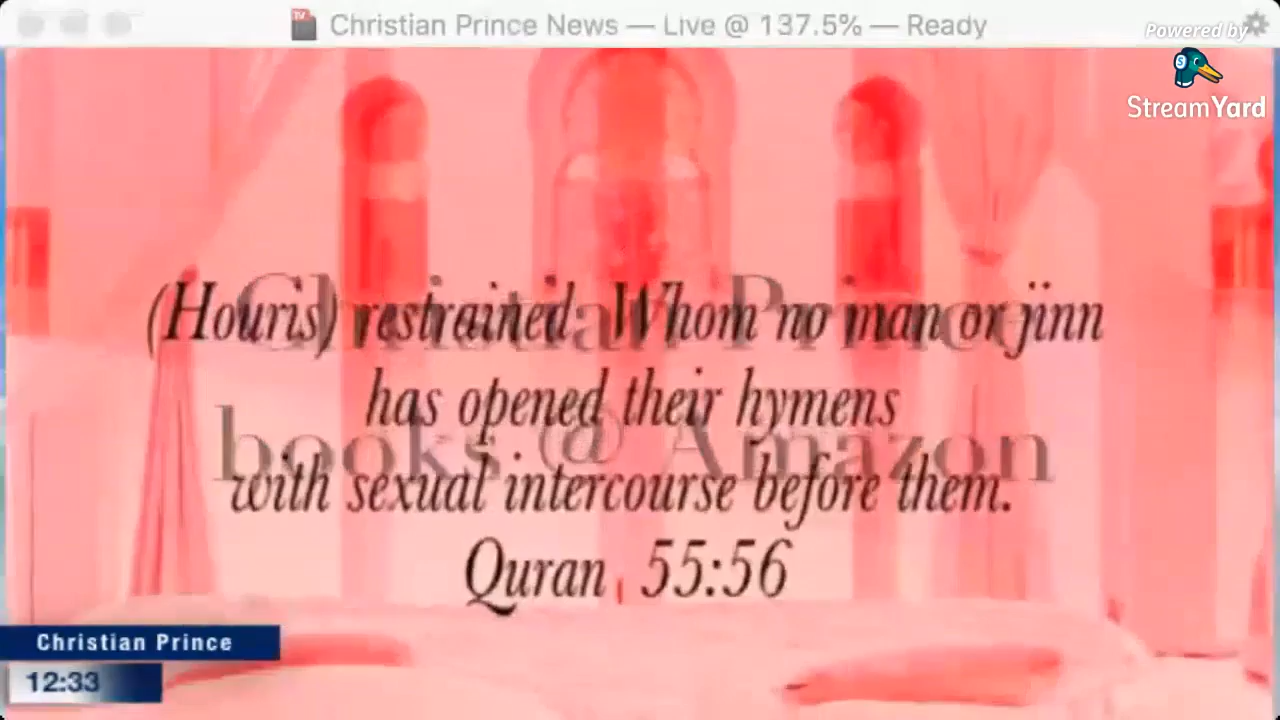 Christian Prince News — Live @ 137.5% — Ready
Powered by
StreamYard
(Houris) restrained. Whom no man or jinn
has opened their hymens
with sexual intercourse before them.
Quran 55:56
Christian Prince
books @ Amazon
Christian Prince
12:33